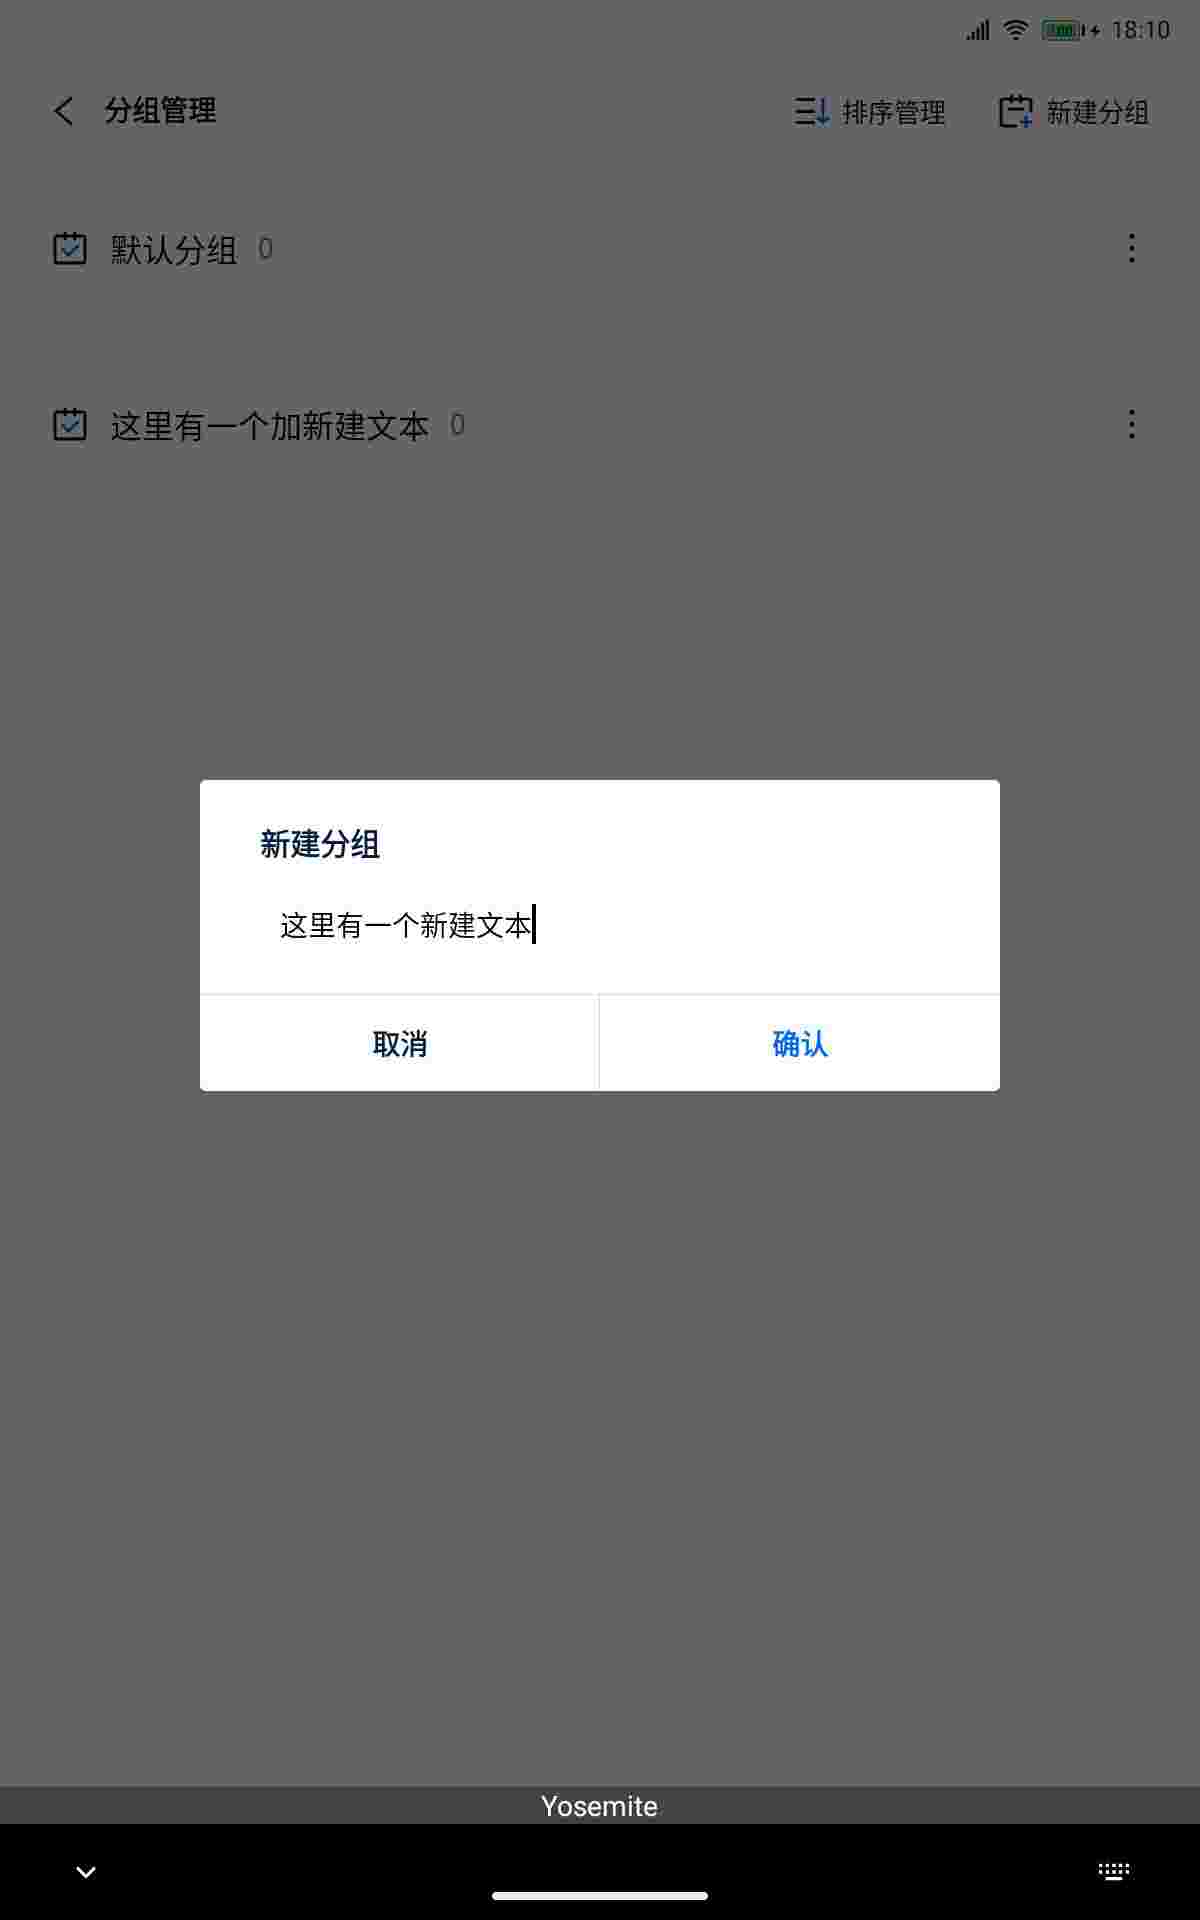 18:10
分组管理 排序管理 新建分组
默认分组 0
这里有一个加新建文本 0
新建分组
这里有一个新建文本
取消 确认
Yosemite